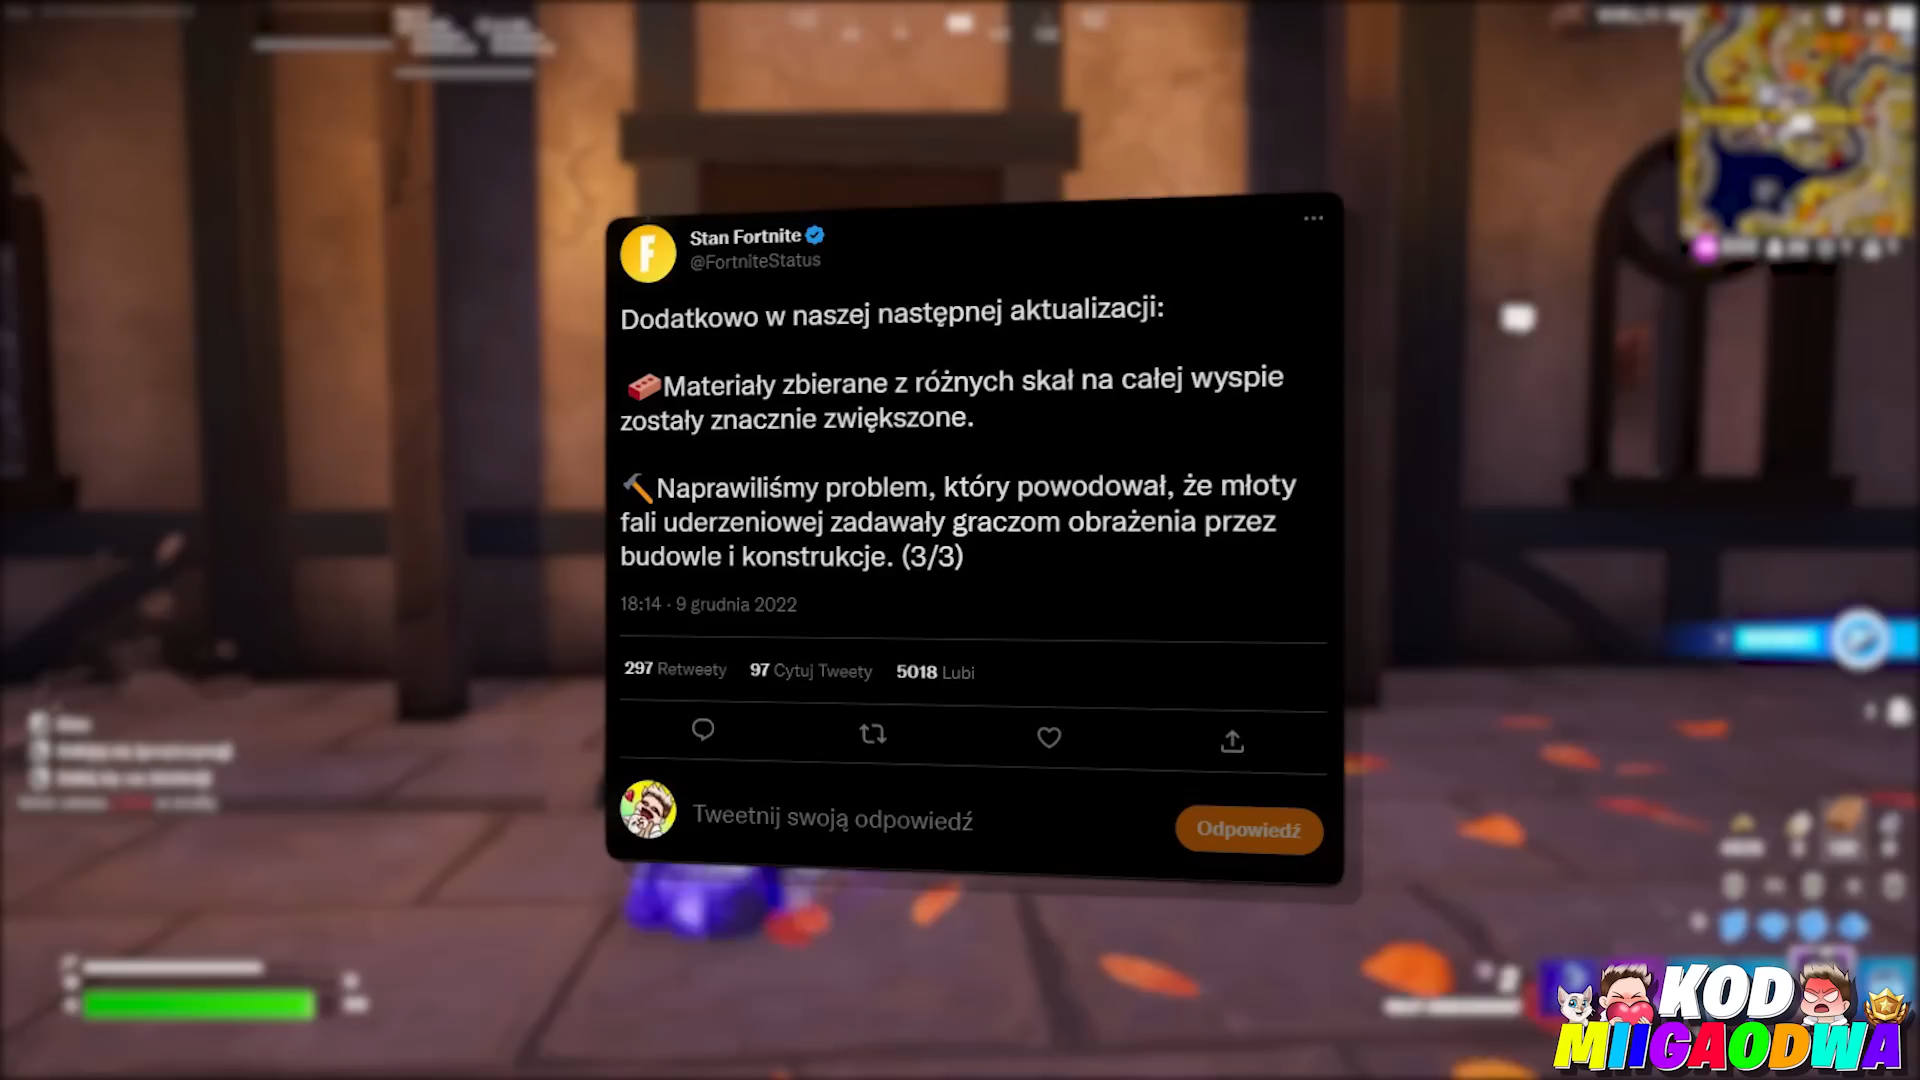 Stan Fortnite
@FortniteStatus
Dodatkowo w naszej następnej aktualizacji:
🧱Materiały zbierane z różnych skał na całej wyspie
zostały znacznie zwiększone.
🔨Naprawiliśmy problem, który powodował, że młoty
fali uderzeniowej zadawały graczom obrażenia przez
budowle i konstrukcje. (3/3)
18:14 · 9 grudnia 2022
297 Retweety 97 Cytuj Tweety 5018 Lubi
Tweetnij swoją odpowiedź
Odpowiedź
KOD
MIIGAODWA